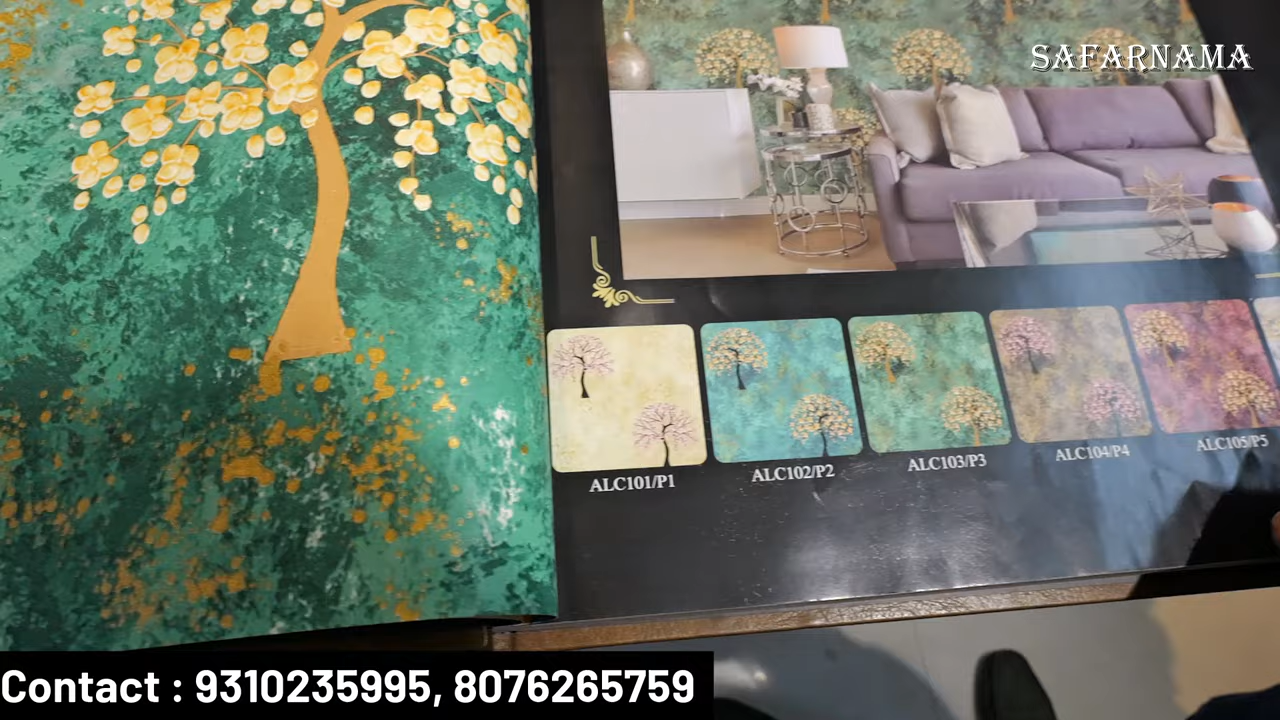 SAFARNAMA
ALC101/P1
ALC102/P2
ALC103/P3
ALC104/P4
ALC105/P5
Contact : 9310235995, 8076265759